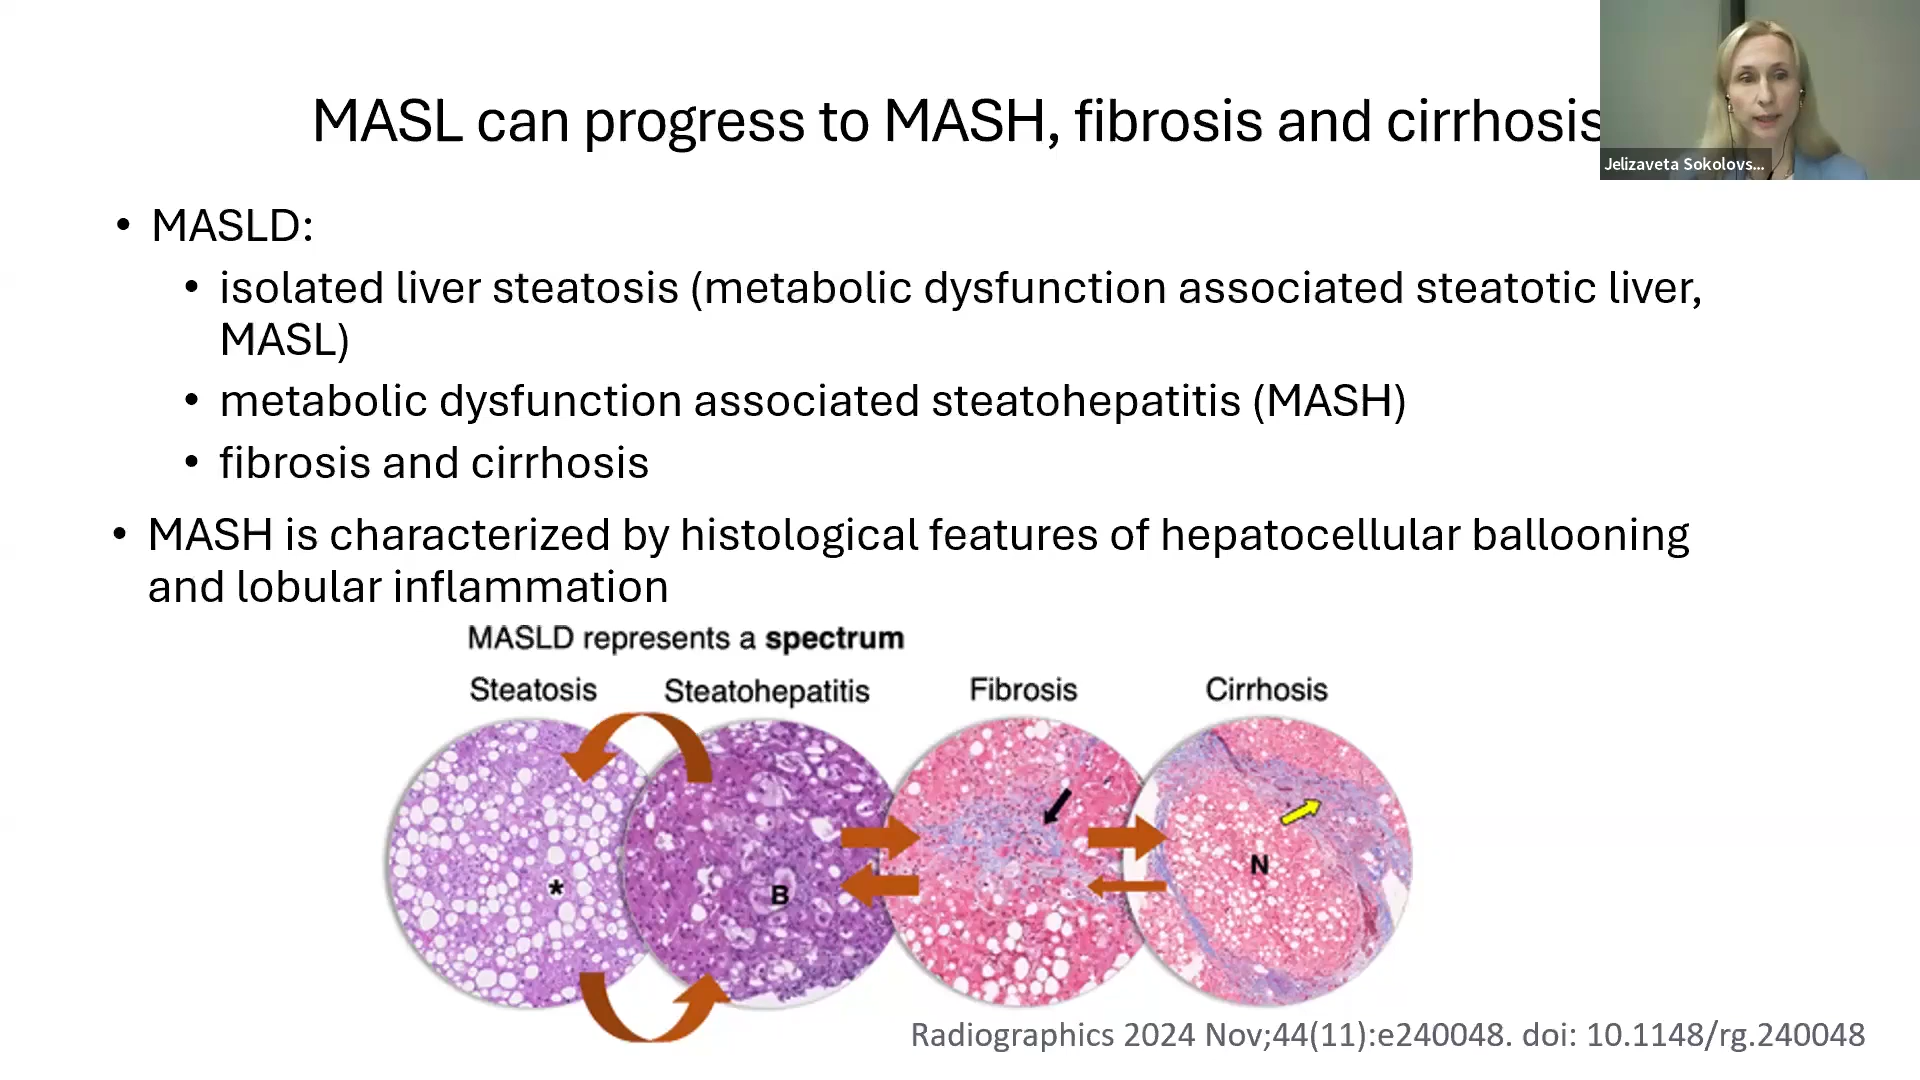 MASL can progress to MASH, fibrosis and cirrhosis
Jelizaveta Sokolovs...
• MASLD:
• isolated liver steatosis (metabolic dysfunction associated steatotic liver,
MASL)
• metabolic dysfunction associated steatohepatitis (MASH)
• fibrosis and cirrhosis
• MASH is characterized by histological features of hepatocellular ballooning
and lobular inflammation
MASLD represents a spectrum
Steatosis Steatohepatitis Fibrosis Cirrhosis
* B N
Radiographics 2024 Nov;44(11):e240048. doi: 10.1148/rg.240048